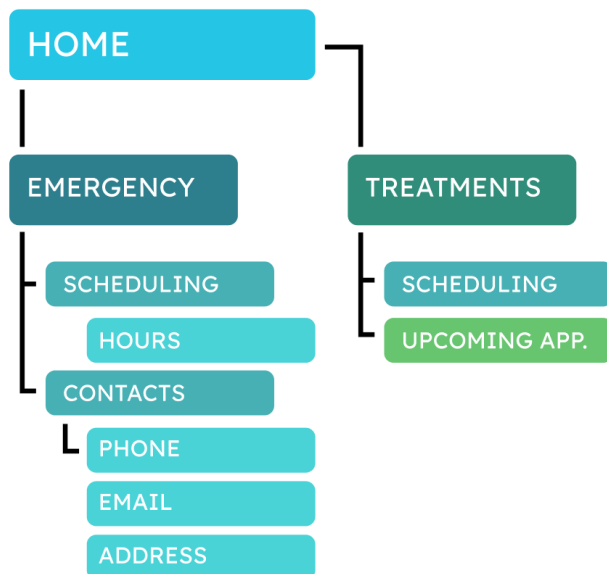 HOME
EMERGENCY
SCHEDULING
HOURS
CONTACTS
PHONE
EMAIL
ADDRESS
TREATMENTS
SCHEDULING
UPCOMING APP.